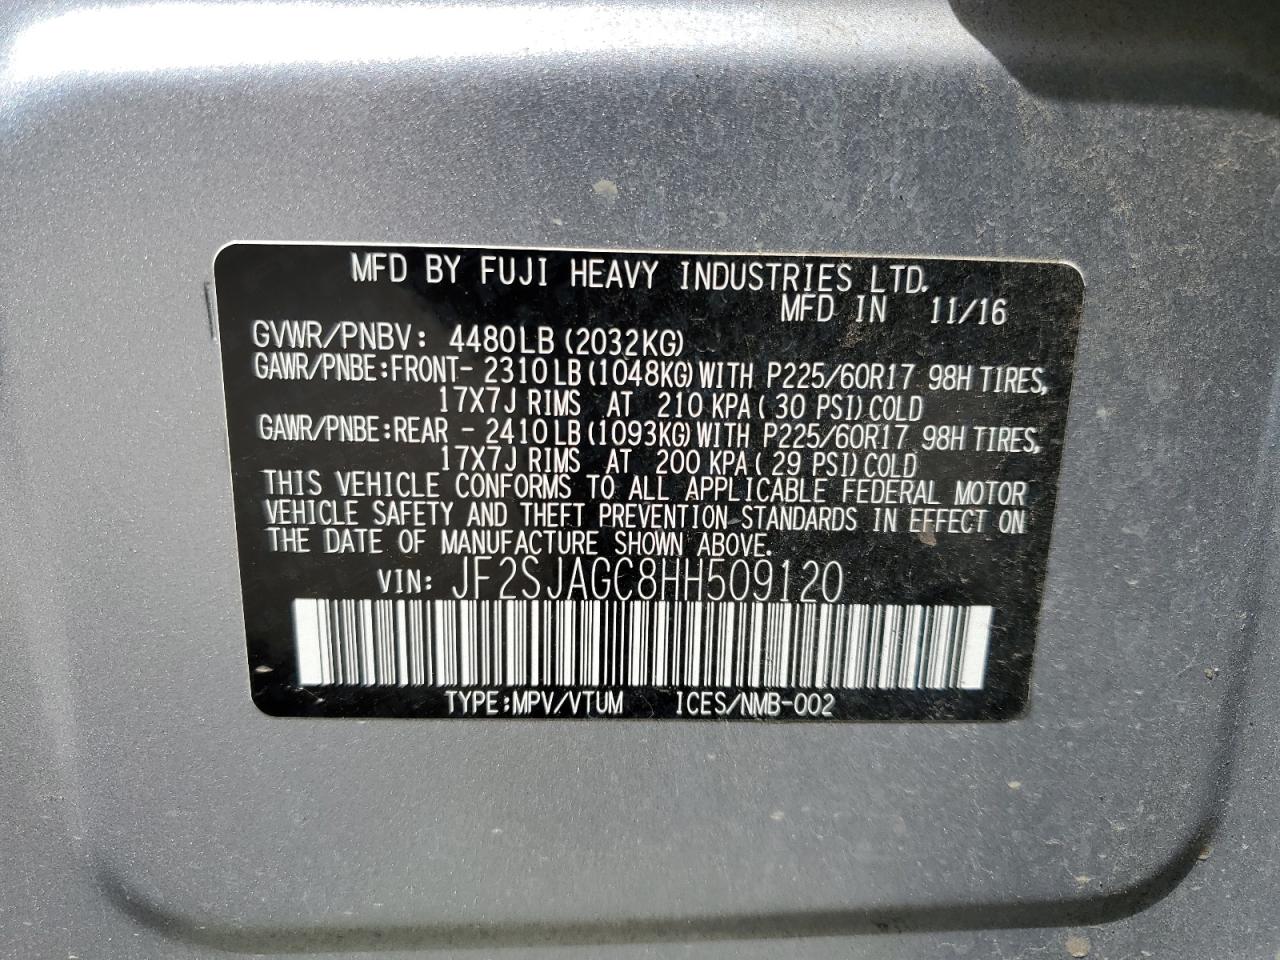 MFD BY FUJI HEAVY INDUSTRIES LTD.
MFD IN 11/16
GVWR/PNBV: 4480LB (2032KG)
GAWR/PNBE:FRONT- 2310LB(1048KG)WITH P225/60R17 98H TIRES,
17X7J RIMS AT 210 KPA( 30 PSI)COLD
GAWR/PNBE:REAR - 2410LB(1093KG)WITH P225/60R17 98H TIRES,
17X7J RIMS AT 200 KPA( 29 PSI)COLD
THIS VEHICLE CONFORMS TO ALL APPLICABLE FEDERAL MOTOR
VEHICLE SAFETY AND THEFT PREVENTION STANDARDS IN EFFECT ON
THE DATE OF MANUFACTURE SHOWN ABOVE.
VIN: JF2SJAGC8HH509120
TYPE:MPV/VTUM ICES/NMB-002